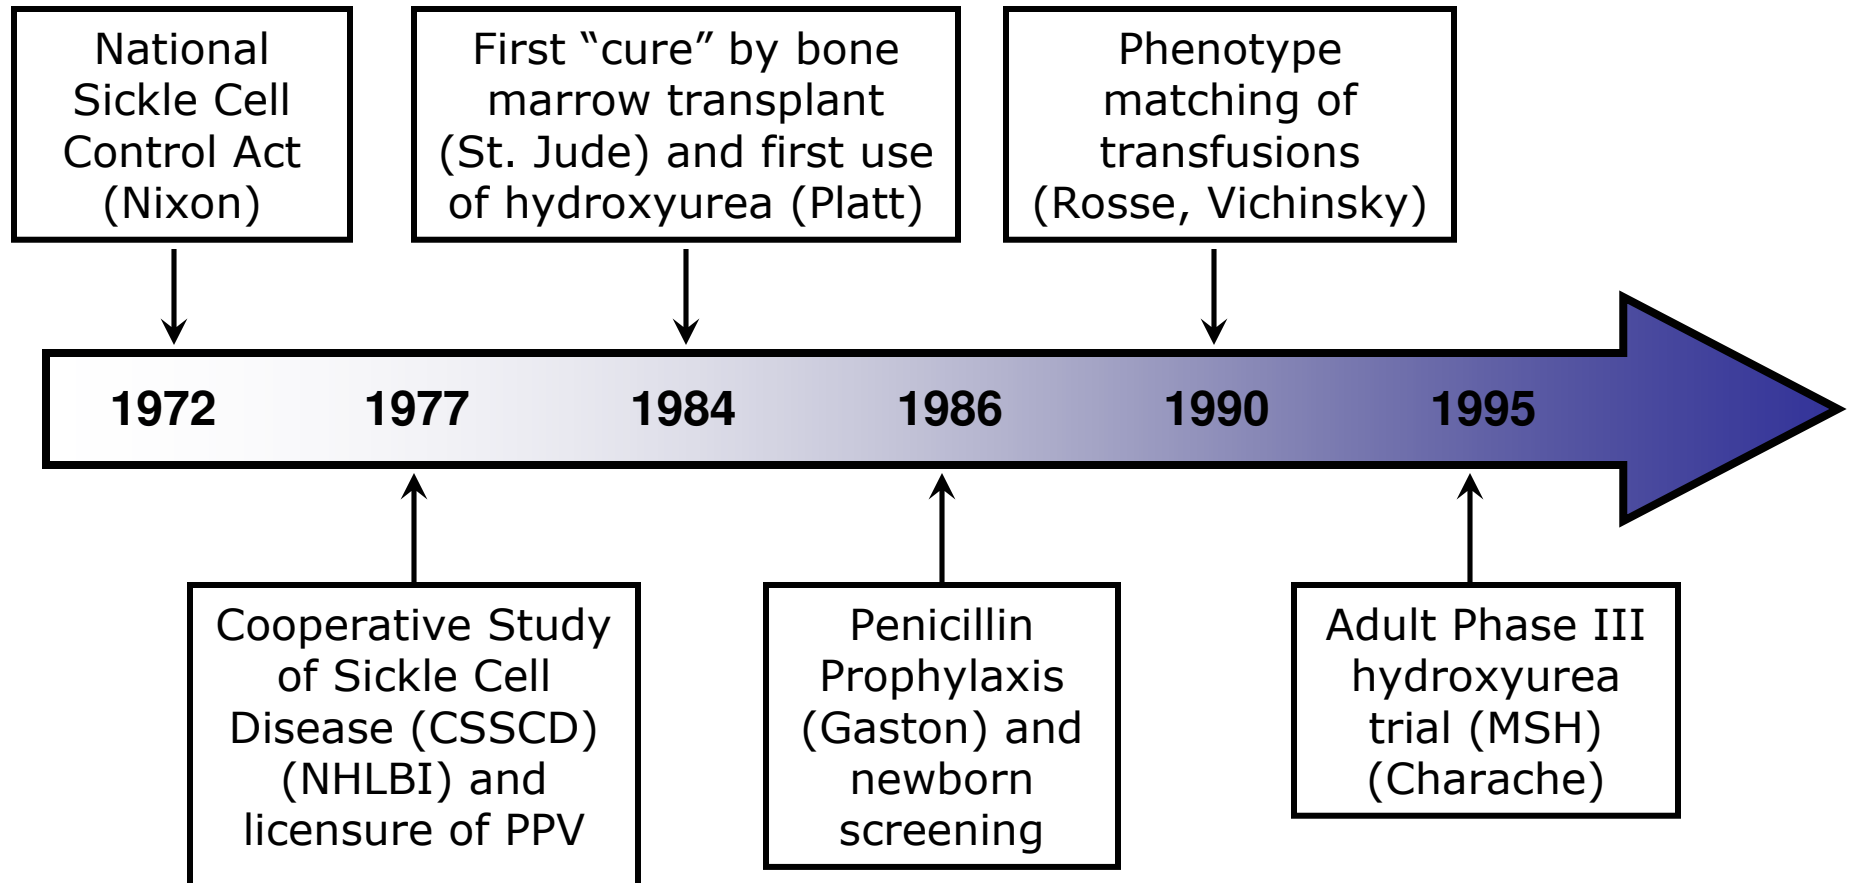 National
Sickle Cell
Control Act
(Nixon)
First “cure” by bone
marrow transplant
(St. Jude) and first use
of hydroxyurea (Platt)
Phenotype
matching of
transfusions
(Rosse, Vichinsky)
1972 1977 1984 1986 1990 1995
Cooperative Study
of Sickle Cell
Disease (CSSCD)
(NHLBI) and
licensure of PPV
Penicillin
Prophylaxis
(Gaston) and
newborn
screening
Adult Phase III
hydroxyurea
trial (MSH)
(Charache)